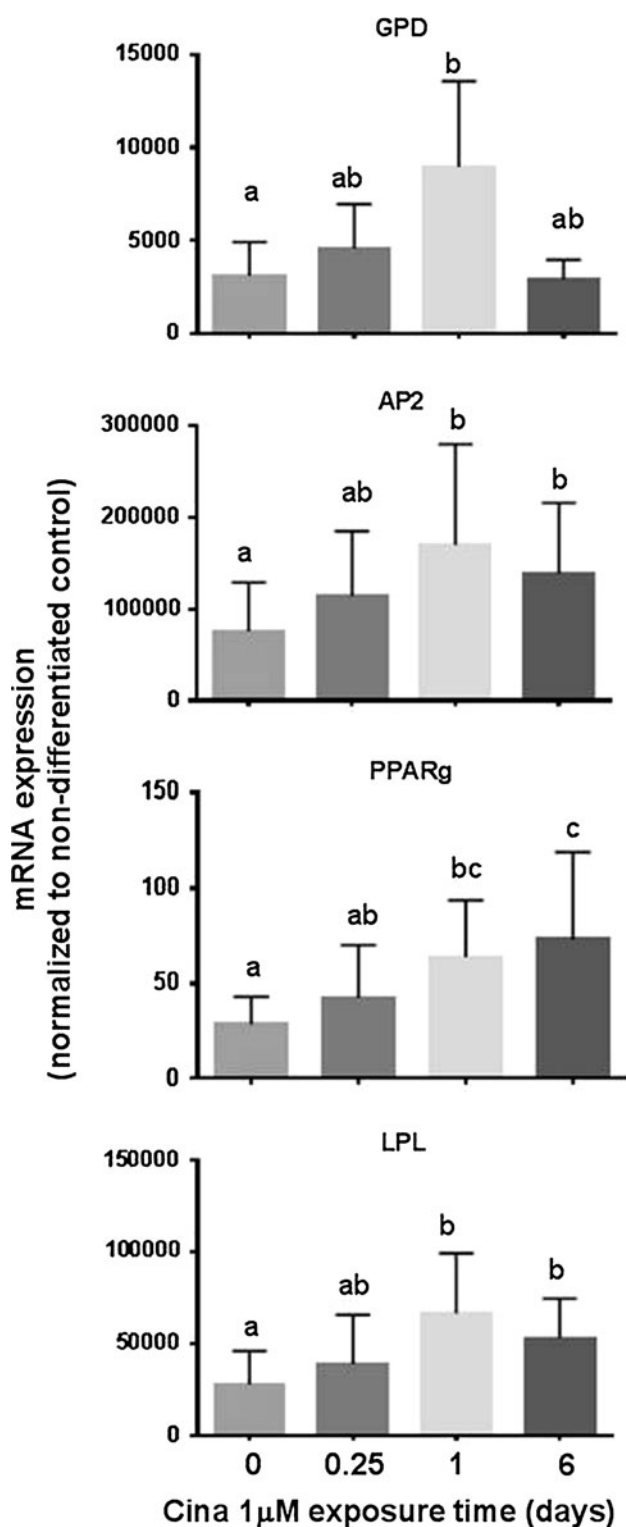 GPD
15000
10000
5000
0
a
ab
b
ab
AP2
300000
200000
100000
0
a
ab
b
b
mRNA expression
(normalized to non-differentiated control)
PPARg
150
100
50
0
a
ab
bc
c
LPL
150000
100000
50000
0
a
ab
b
b
0 0.25 1 6
Cina 1µM exposure time (days)